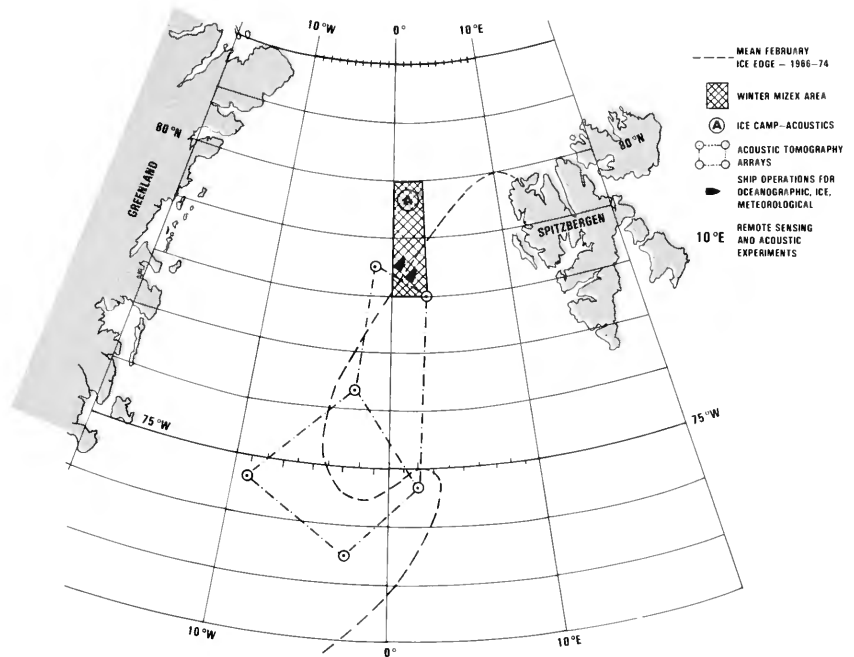 10°W
0°
10°E
80°N
GREENLAND
80°N
SPITZBERGEN
A
75°W
75°W
10°W
0°
10°E
MEAN FEBRUARY
ICE EDGE – 1966–74
WINTER MIZEX AREA
A ICE CAMP–ACOUSTICS
ACOUSTIC TOMOGRAPHY
ARRAYS
SHIP OPERATIONS FOR
OCEANOGRAPHIC, ICE,
METEOROLOGICAL
10°E REMOTE SENSING
AND ACOUSTIC
EXPERIMENTS